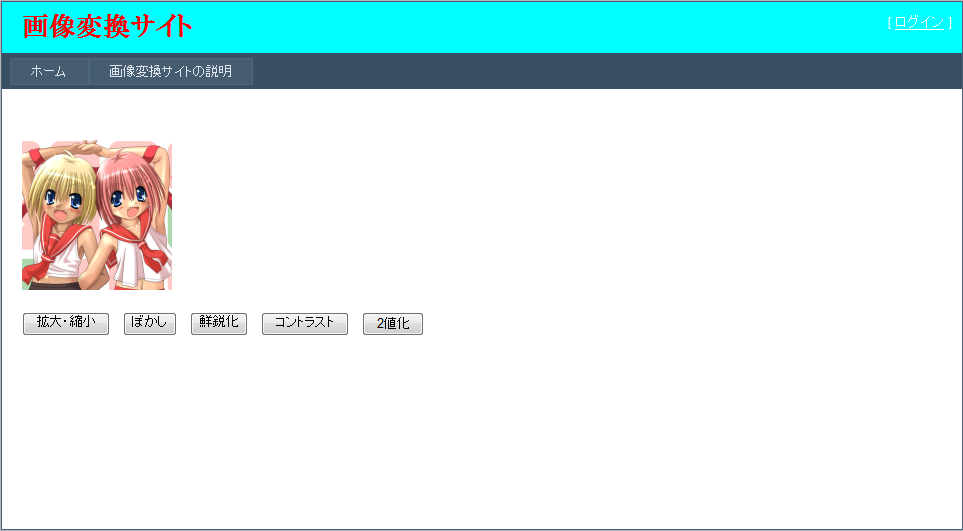 画像変換サイト
[ ログイン ]
ホーム
画像変換サイトの説明
拡大・縮小
ぼかし
鮮鋭化
コントラスト
2値化